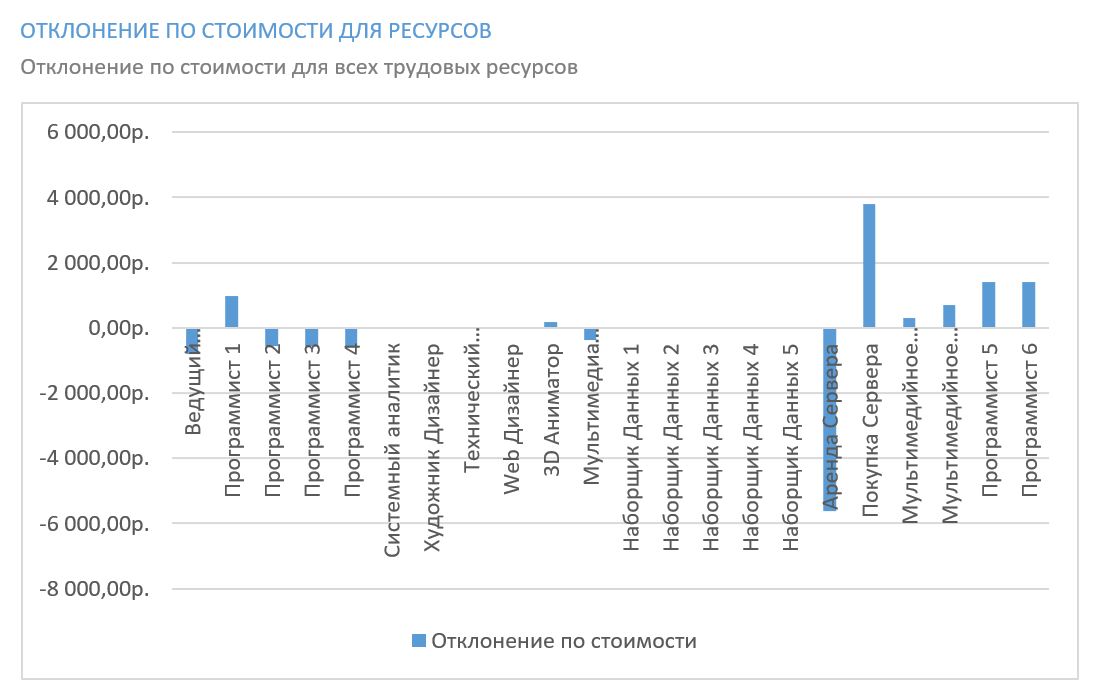 ОТКЛОНЕНИЕ ПО СТОИМОСТИ ДЛЯ РЕСУРСОВ
Отклонение по стоимости для всех трудовых ресурсов
6 000,00р.
4 000,00р.
2 000,00р.
0,00р.
-2 000,00р.
-4 000,00р.
-6 000,00р.
-8 000,00р.
Ведущий…
Программист 1
Программист 2
Программист 3
Программист 4
Системный аналитик
Художник Дизайнер
Технический…
Web Дизайнер
3D Аниматор
Мультимедиа…
Наборщик Данных 1
Наборщик Данных 2
Наборщик Данных 3
Наборщик Данных 4
Наборщик Данных 5
Аренда Сервера
Покупка Сервера
Мультимедийное…
Мультимедийное…
Программист 5
Программист 6
Отклонение по стоимости